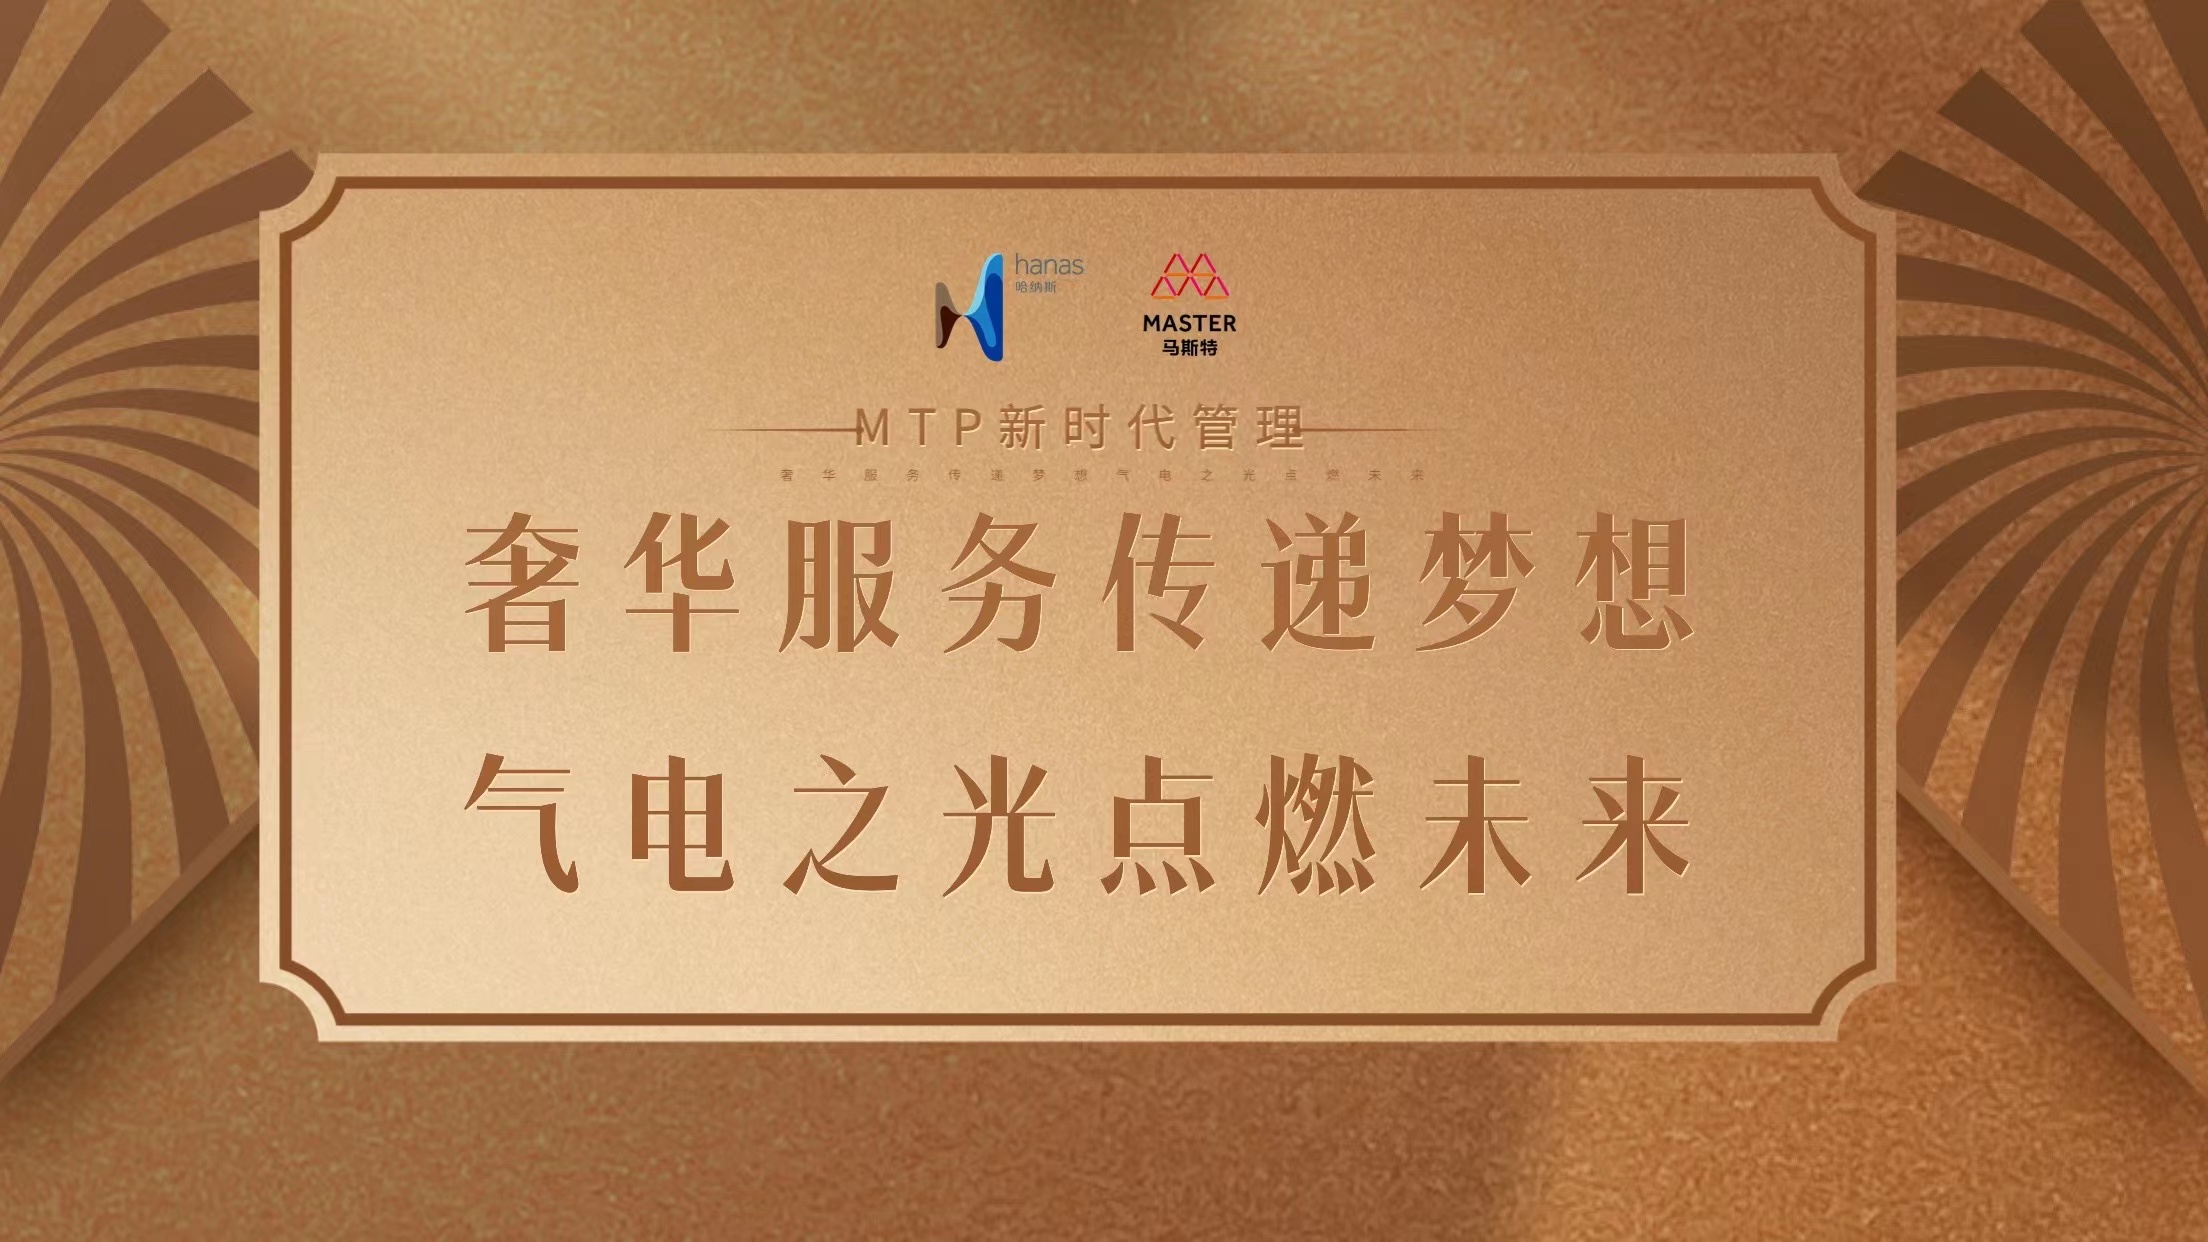 hanas
哈纳斯
MASTER
马斯特
MTP新时代管理
奢华服务传递梦想气电之光点燃未来
奢华服务传递梦想
气电之光点燃未来